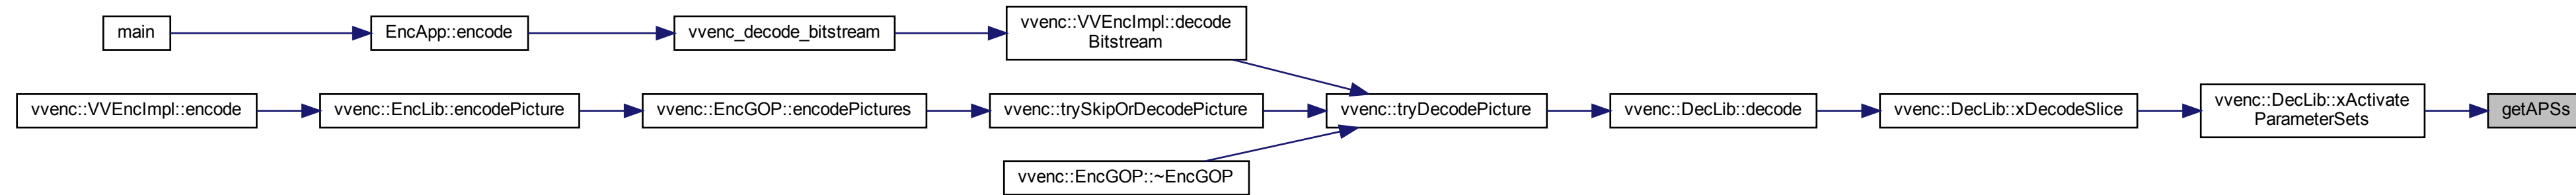 main
EncApp::encode
vvenc_decode_bitstream
vvenc::VVEncImpl::decode
Bitstream
vvenc::VVEncImpl::encode
vvenc::EncLib::encodePicture
vvenc::EncGOP::encodePictures
vvenc::trySkipOrDecodePicture
vvenc::tryDecodePicture
vvenc::DecLib::decode
vvenc::DecLib::xDecodeSlice
vvenc::DecLib::xActivate
ParameterSets
getAPSs
vvenc::EncGOP::~EncGOP